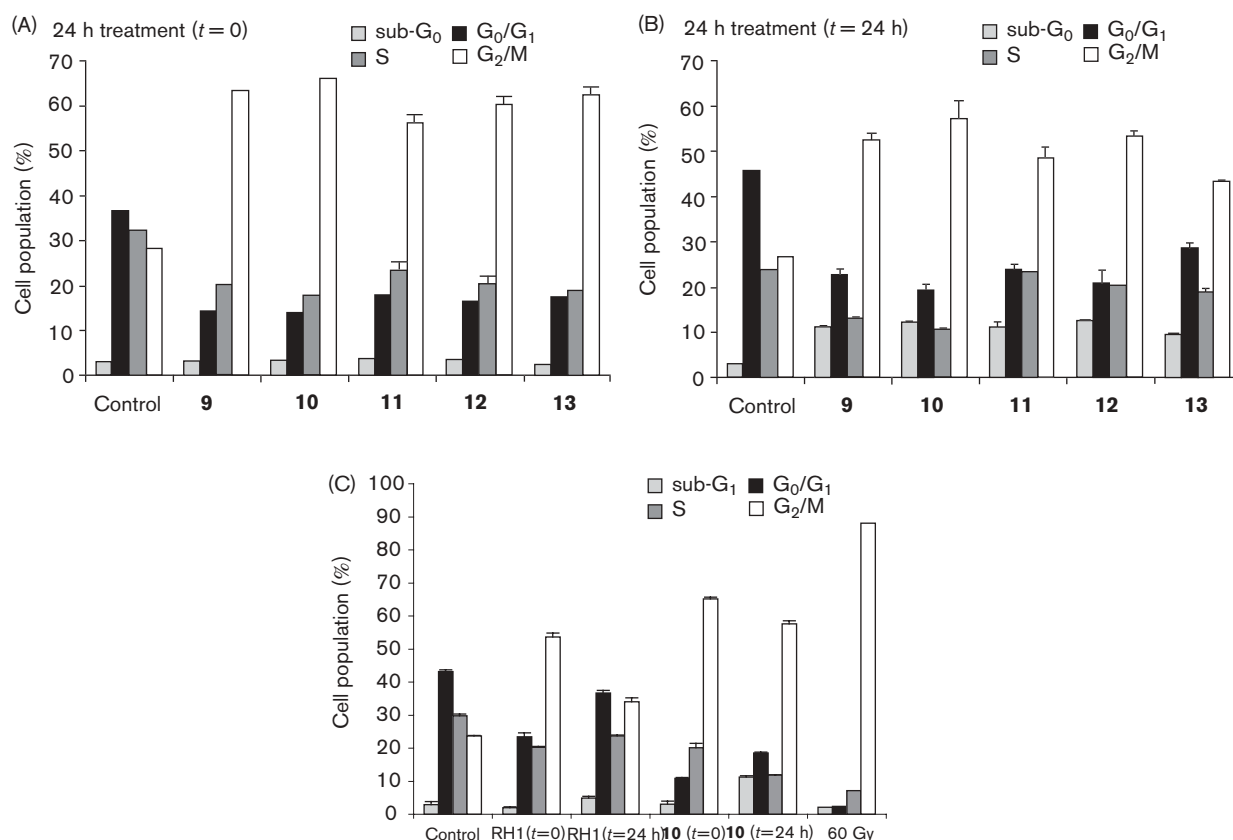 (A) 24 h treatment (t = 0)
sub-G0 G0/G1
S G2/M
70
60
50
40
30
20
10
0
Cell population (%)
Control 9 10 11 12 13
(B) 24 h treatment (t = 24 h)
sub-G0 G0/G1
S G2/M
70
60
50
40
30
20
10
0
Cell population (%)
Control 9 10 11 12 13
(C)
sub-G1 G0/G1
S G2/M
100
90
80
70
60
50
40
30
20
10
0
Cell population (%)
Control RH1(t=0) RH1(t=24 h) 10 (t=0) 10 (t=24 h) 60 Gy